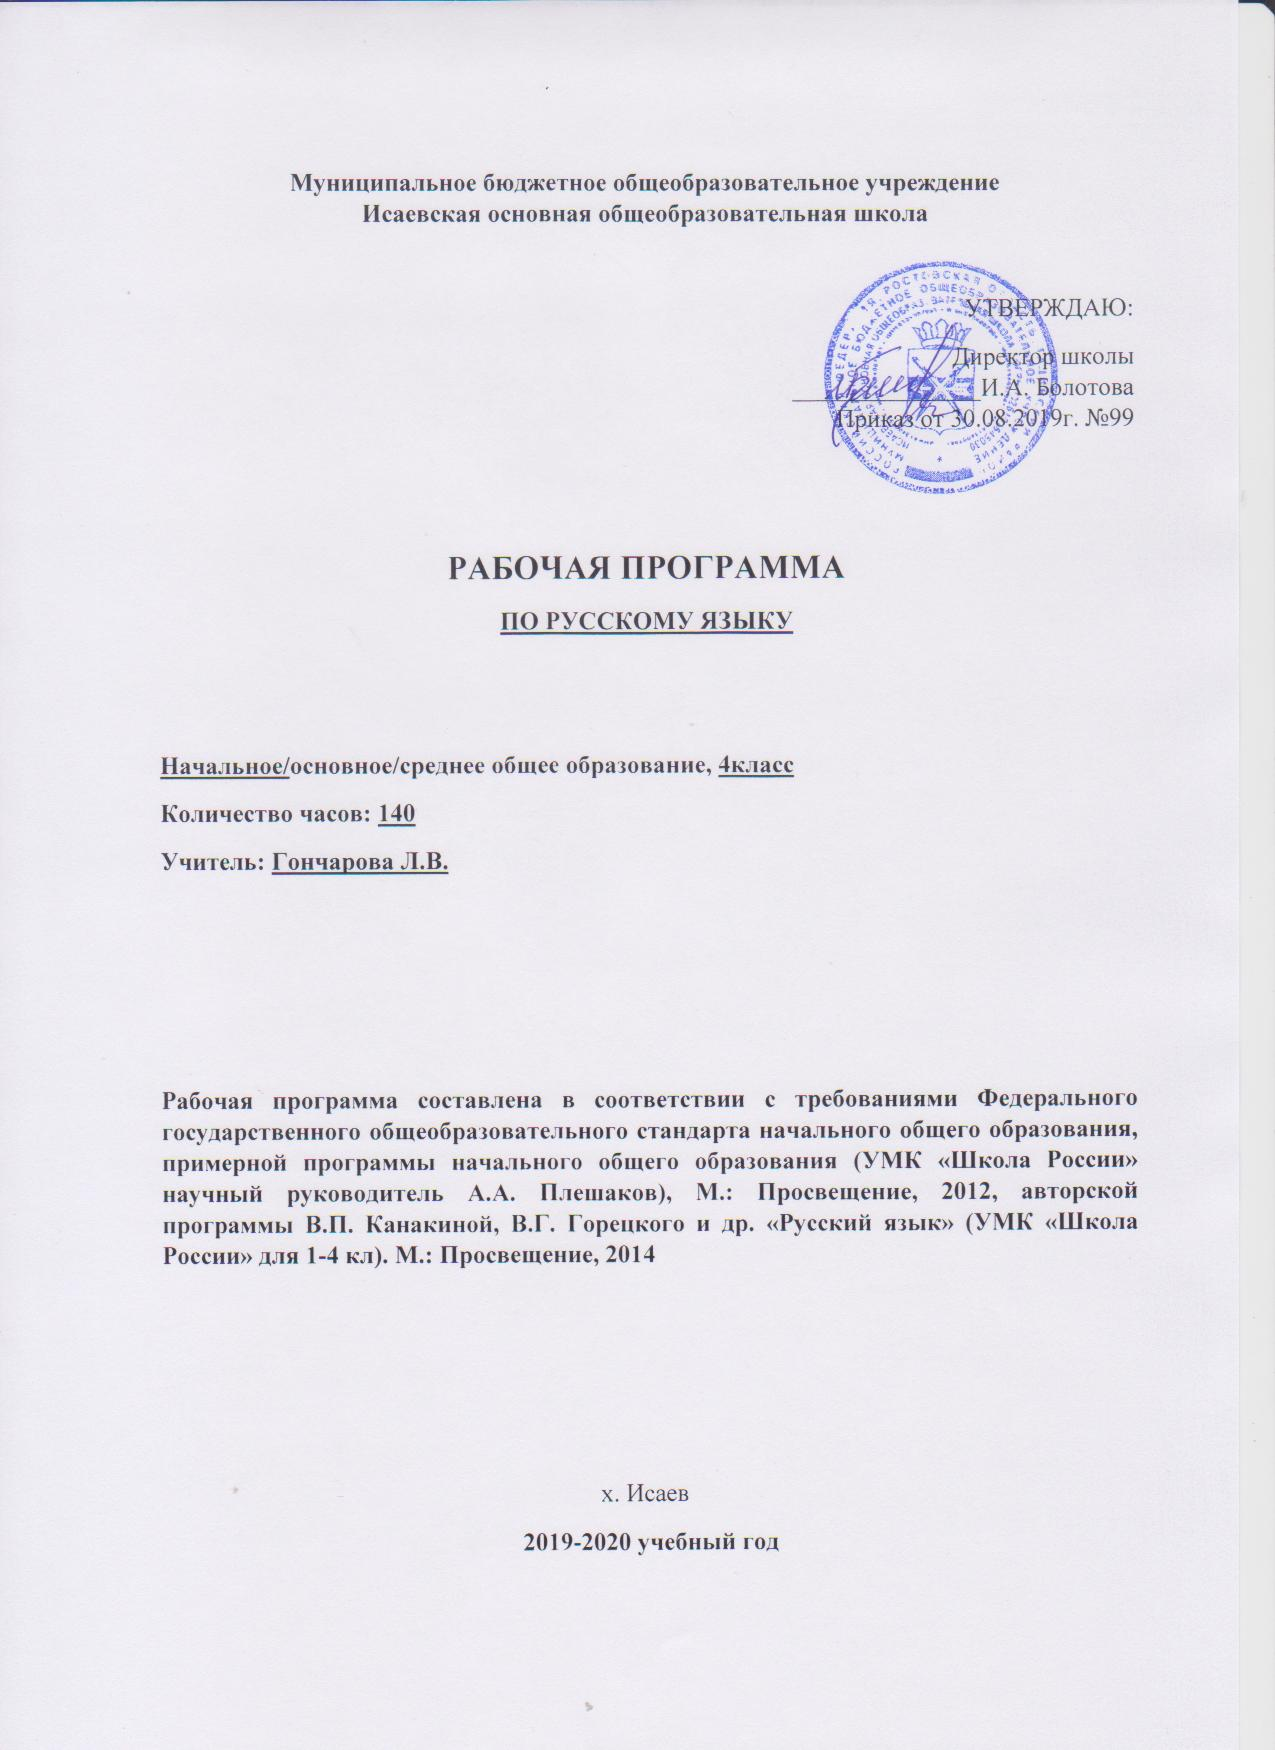 Муниципальное бюджетное общеобразовательное учреждение
Исаевская основная общеобразовательная школа
УТВЕРЖДАЮ:
Директор школы
И.А. Болотова
Приказ от 30.08.2019г. №99
РАБОЧАЯ ПРОГРАММА
ПО РУССКОМУ ЯЗЫКУ
Начальное/основное/среднее общее образование, 4класс
Количество часов: 140
Учитель: Гончарова Л.В.
Рабочая программа составлена в соответствии с требованиями Федерального
государственного общеобразовательного стандарта начального общего образования,
примерной программы начального общего образования (УМК «Школа России»
научный руководитель А.А. Плешаков), М.: Просвещение, 2012, авторской
программы В.П. Канакиной, В.Г. Горецкого и др. «Русский язык» (УМК «Школа
России» для 1-4 кл). М.: Просвещение, 2014
х. Исаев
2019-2020 учебный год